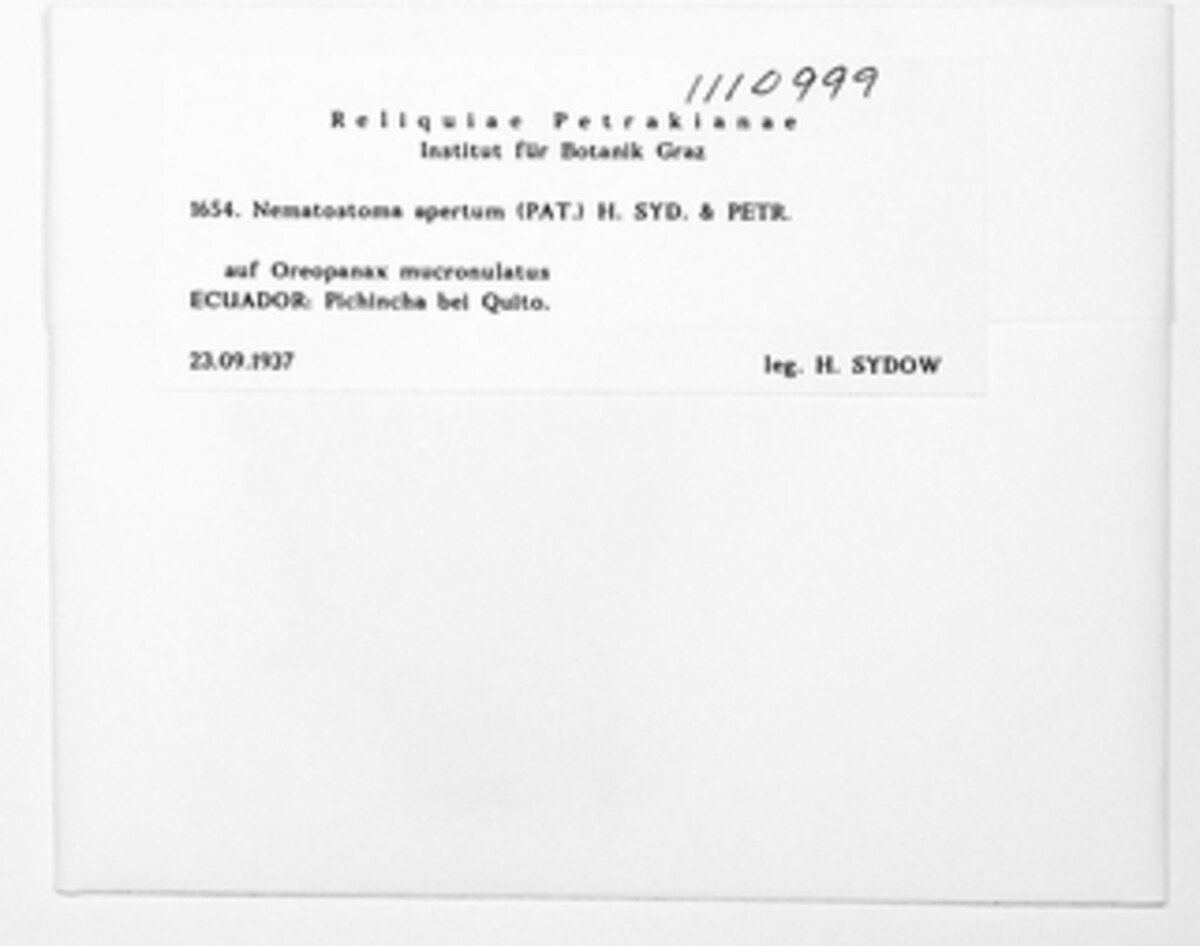 1110999
Reliquiae Petrakianae
Institut für Botanik Graz
1654. Nematostoma apertum (PAT.) H. SYD. & PETR.
auf Oreopanax mucronulatus
ECUADOR: Pichincha bei Quito.
23.09.1937
leg. H. SYDOW